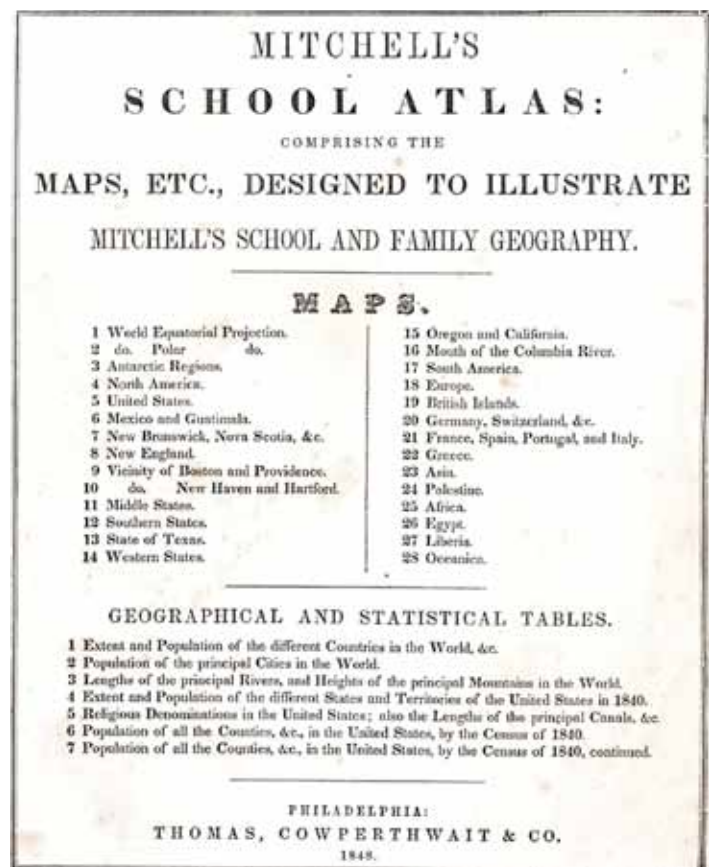 MITCHELL'S
SCHOOL ATLAS:
COMPRISING THE
MAPS, ETC., DESIGNED TO ILLUSTRATE
MITCHELL'S SCHOOL AND FAMILY GEOGRAPHY.
MAPS.
1 World Equatorial Projection.
2 do. Polar do.
3 Antarctic Regions.
4 North America.
5 United States.
6 Mexico and Guatimala.
7 New Brunswick, Nova Scotia, &c.
8 New England.
9 Vicinity of Boston and Providence.
10 do. New Haven and Hartford.
11 Middle States.
12 Southern States.
13 State of Texas.
14 Western States.
15 Oregon and California.
16 Mouth of the Columbia River.
17 South America.
18 Europe.
19 British Islands.
20 Germany, Switzerland, &c.
21 France, Spain, Portugal, and Italy.
22 Greece.
23 Asia.
24 Palestine.
25 Africa.
26 Egypt.
27 Liberia.
28 Oceanica.
GEOGRAPHICAL AND STATISTICAL TABLES.
1 Extent and Population of the different Countries in the World, &c.
2 Population of the principal Cities in the World.
3 Lengths of the principal Rivers, and Heights of the principal Mountains in the World.
4 Extent and Population of the different States and Territories of the United States in 1840.
5 Religious Denominations in the United States; also the Lengths of the principal Canals, &c.
6 Population of all the Counties, &c., in the United States, by the Census of 1840.
7 Population of all the Counties, &c., in the United States, by the Census of 1840, continued.
PHILADELPHIA:
THOMAS, COWPERTHWAIT & CO.
1848.